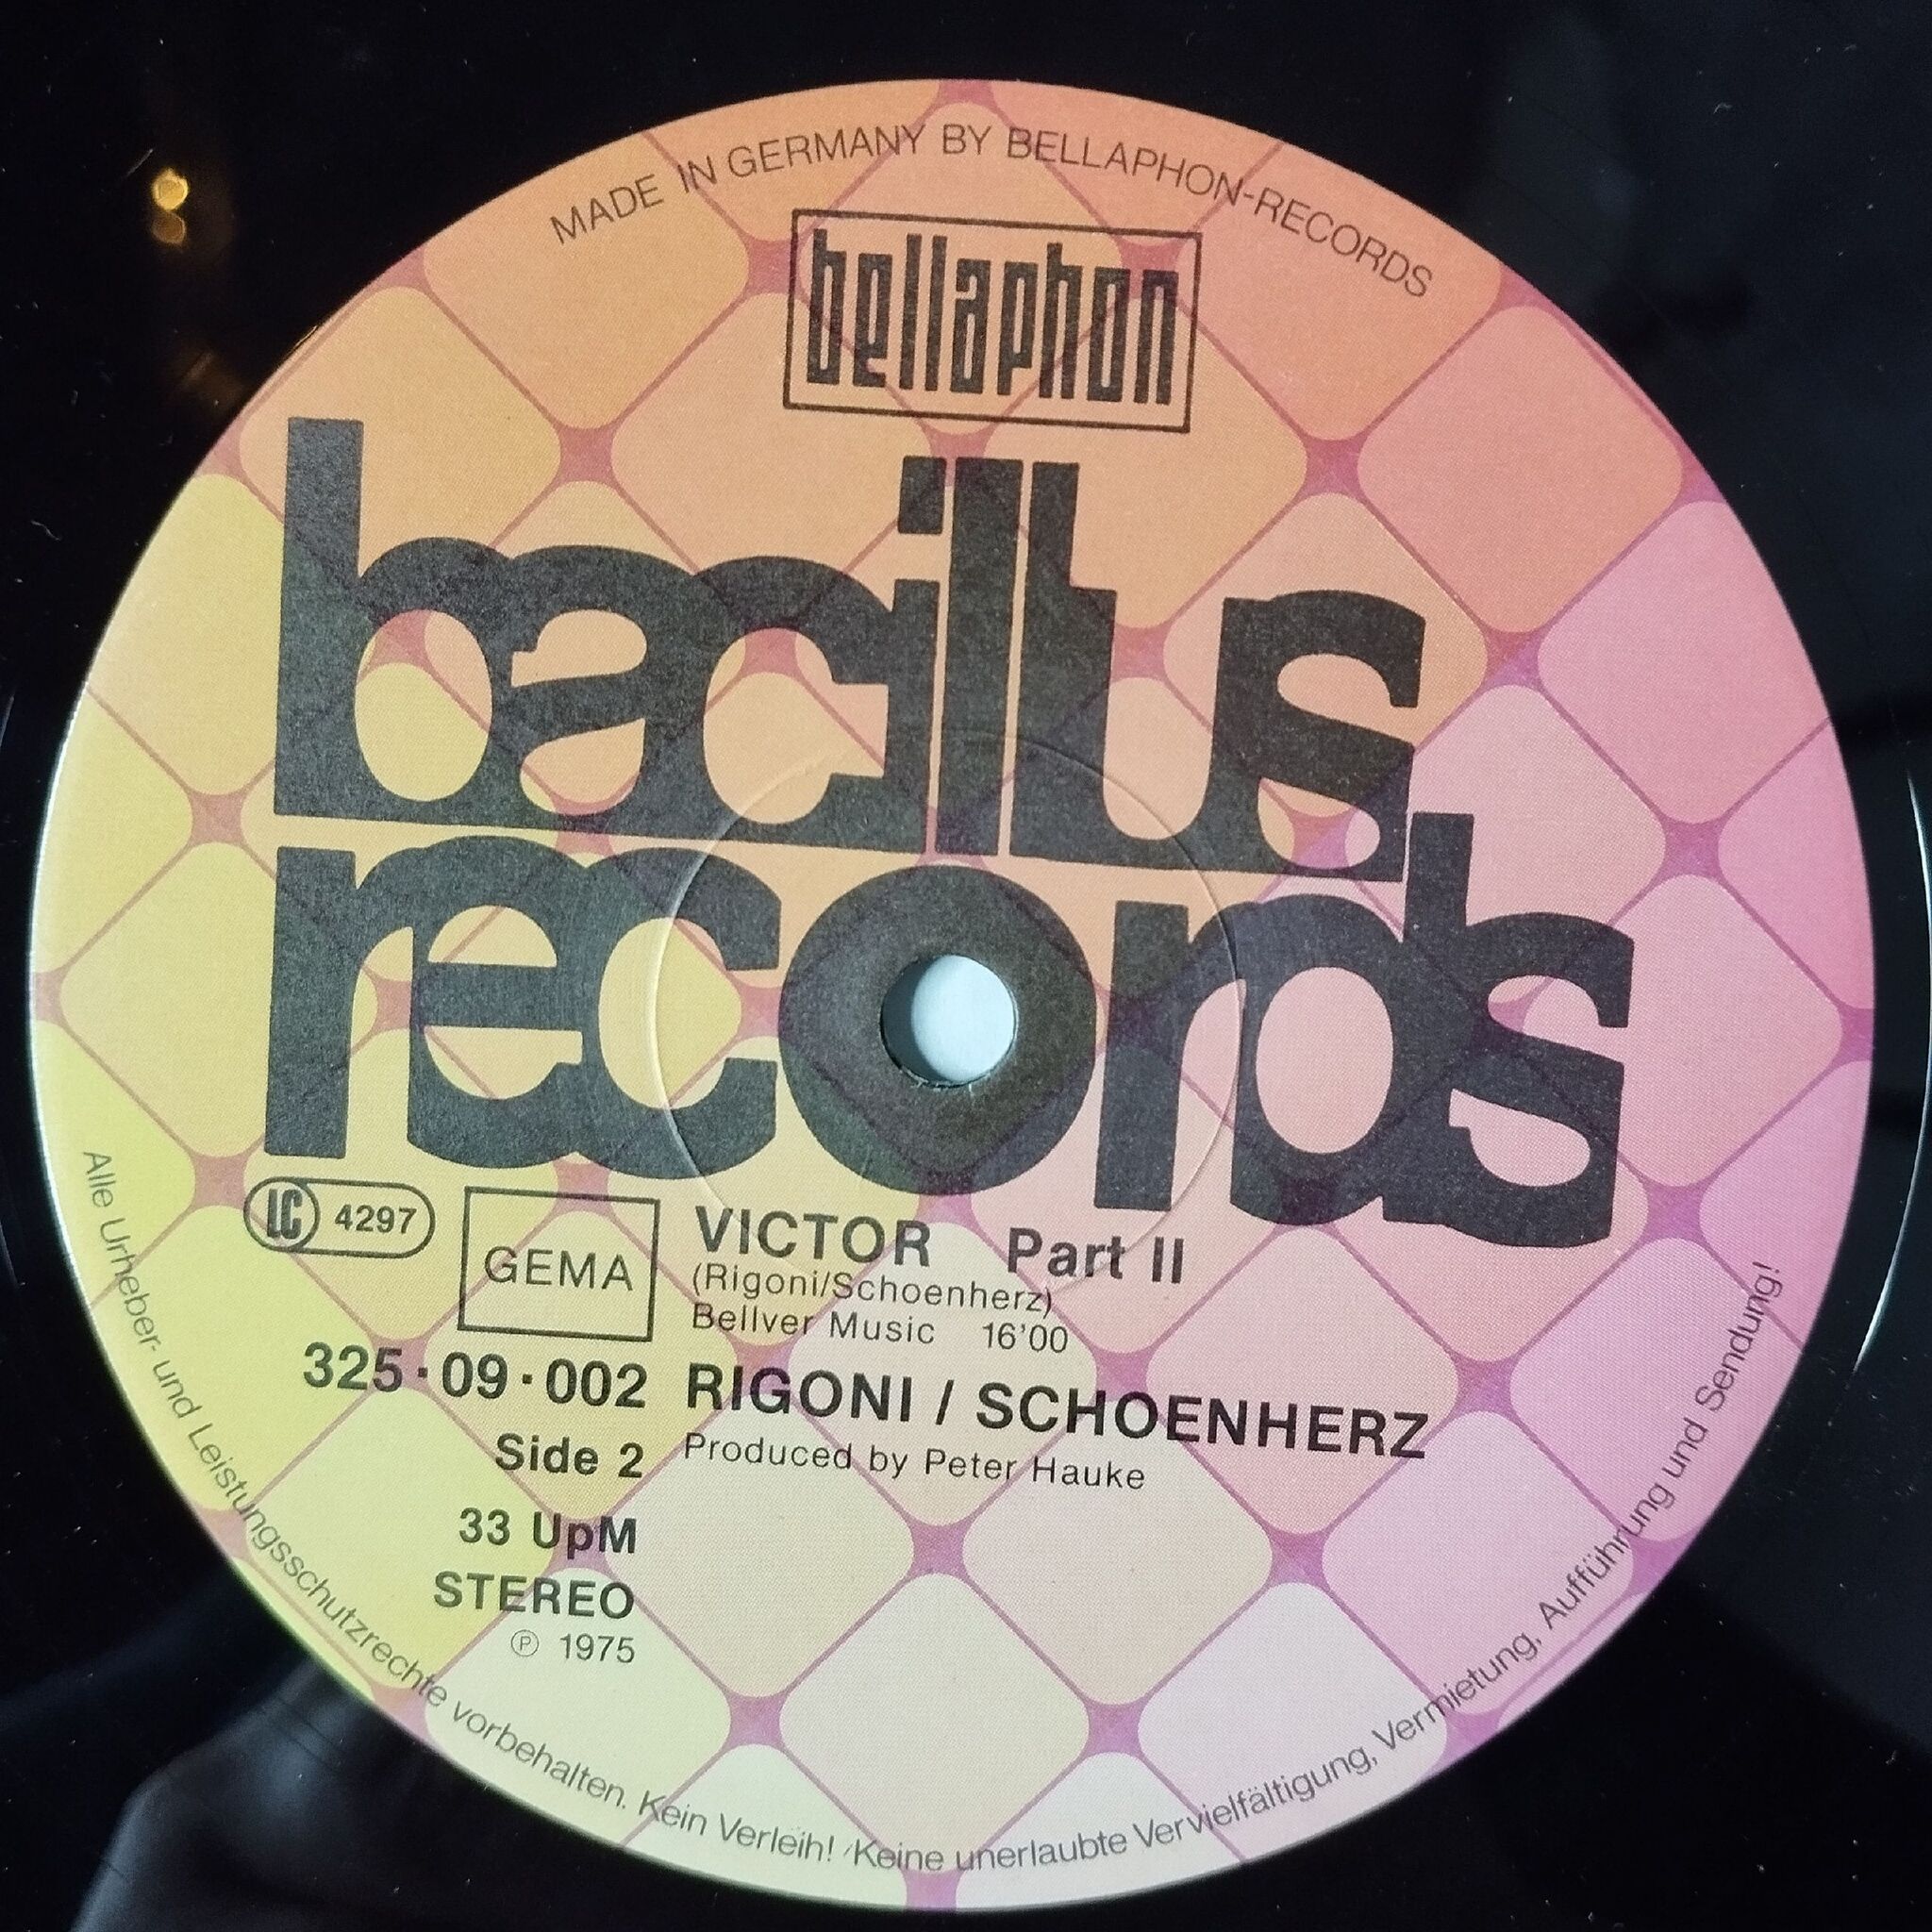 MADE IN GERMANY BY BELLAPHON-RECORDS
bellaphon
bacillus
records
LC 4297
GEMA
VICTOR Part II
(Rigoni/Schoenherz)
Bellver Music 16'00
325·09·002 RIGONI / SCHOENHERZ
Side 2 Produced by Peter Hauke
33 UpM
STEREO
℗ 1975
Alle Urheber- und Leistungsschutzrechte vorbehalten. Kein Verleih! Keine unerlaubte Vervielfältigung, Vermietung, Aufführung und Sendung!